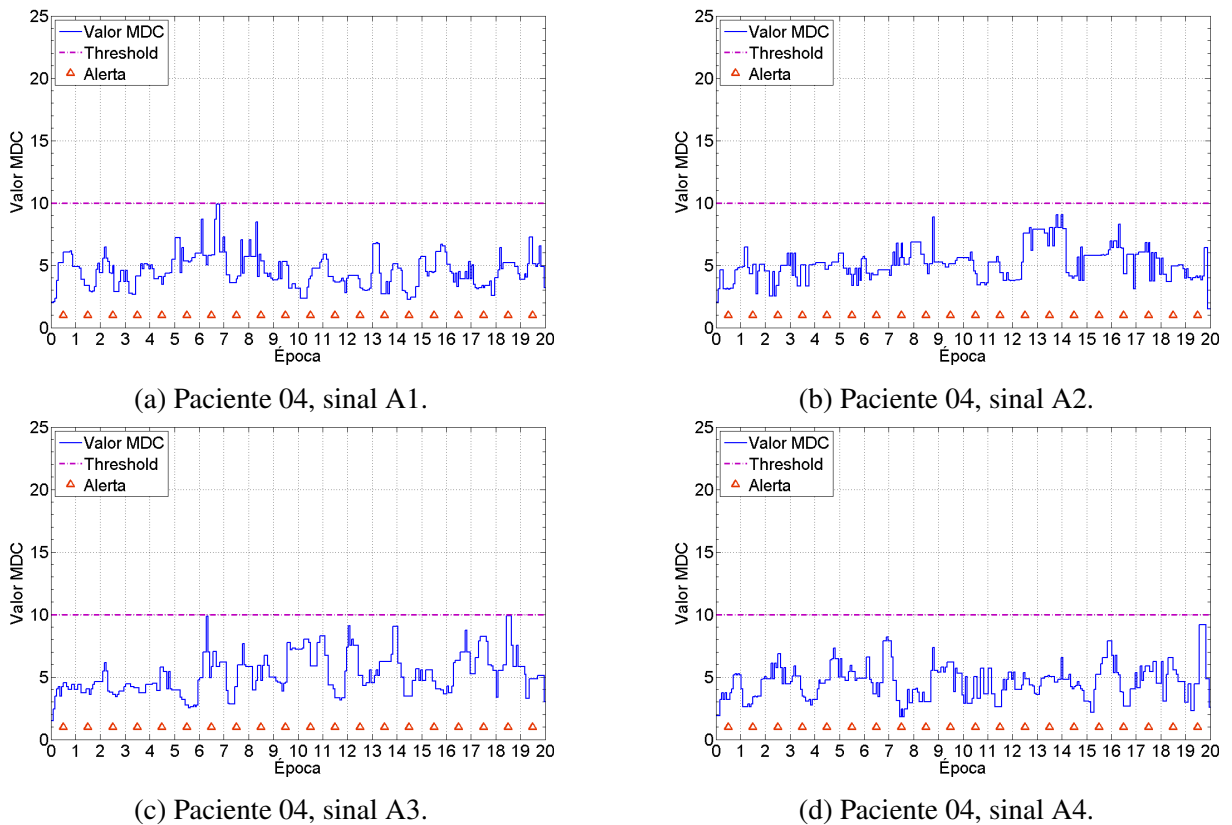 25
20
15
10
5
0
Valor MDC
Valor MDC
Threshold
Alerta
0 1 2 3 4 5 6 7 8 9 10 11 12 13 14 15 16 17 18 19 20
Época
(a) Paciente 04, sinal A1.
25
20
15
10
5
0
Valor MDC
Valor MDC
Threshold
Alerta
0 1 2 3 4 5 6 7 8 9 10 11 12 13 14 15 16 17 18 19 20
Época
(b) Paciente 04, sinal A2.
25
20
15
10
5
0
Valor MDC
Valor MDC
Threshold
Alerta
0 1 2 3 4 5 6 7 8 9 10 11 12 13 14 15 16 17 18 19 20
Época
(c) Paciente 04, sinal A3.
25
20
15
10
5
0
Valor MDC
Valor MDC
Threshold
Alerta
0 1 2 3 4 5 6 7 8 9 10 11 12 13 14 15 16 17 18 19 20
Época
(d) Paciente 04, sinal A4.